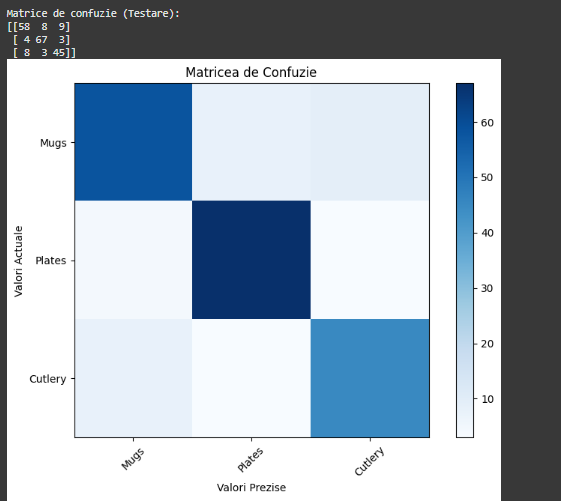 Matrice de confuzie (Testare):
[[58  8  9]
 [ 4 67  3]
 [ 8  3 45]]
Matricea de Confuzie
Mugs
Plates
Cutlery
Valori Actuale
Mugs
Plates
Cutlery
Valori Prezise
60
50
40
30
20
10